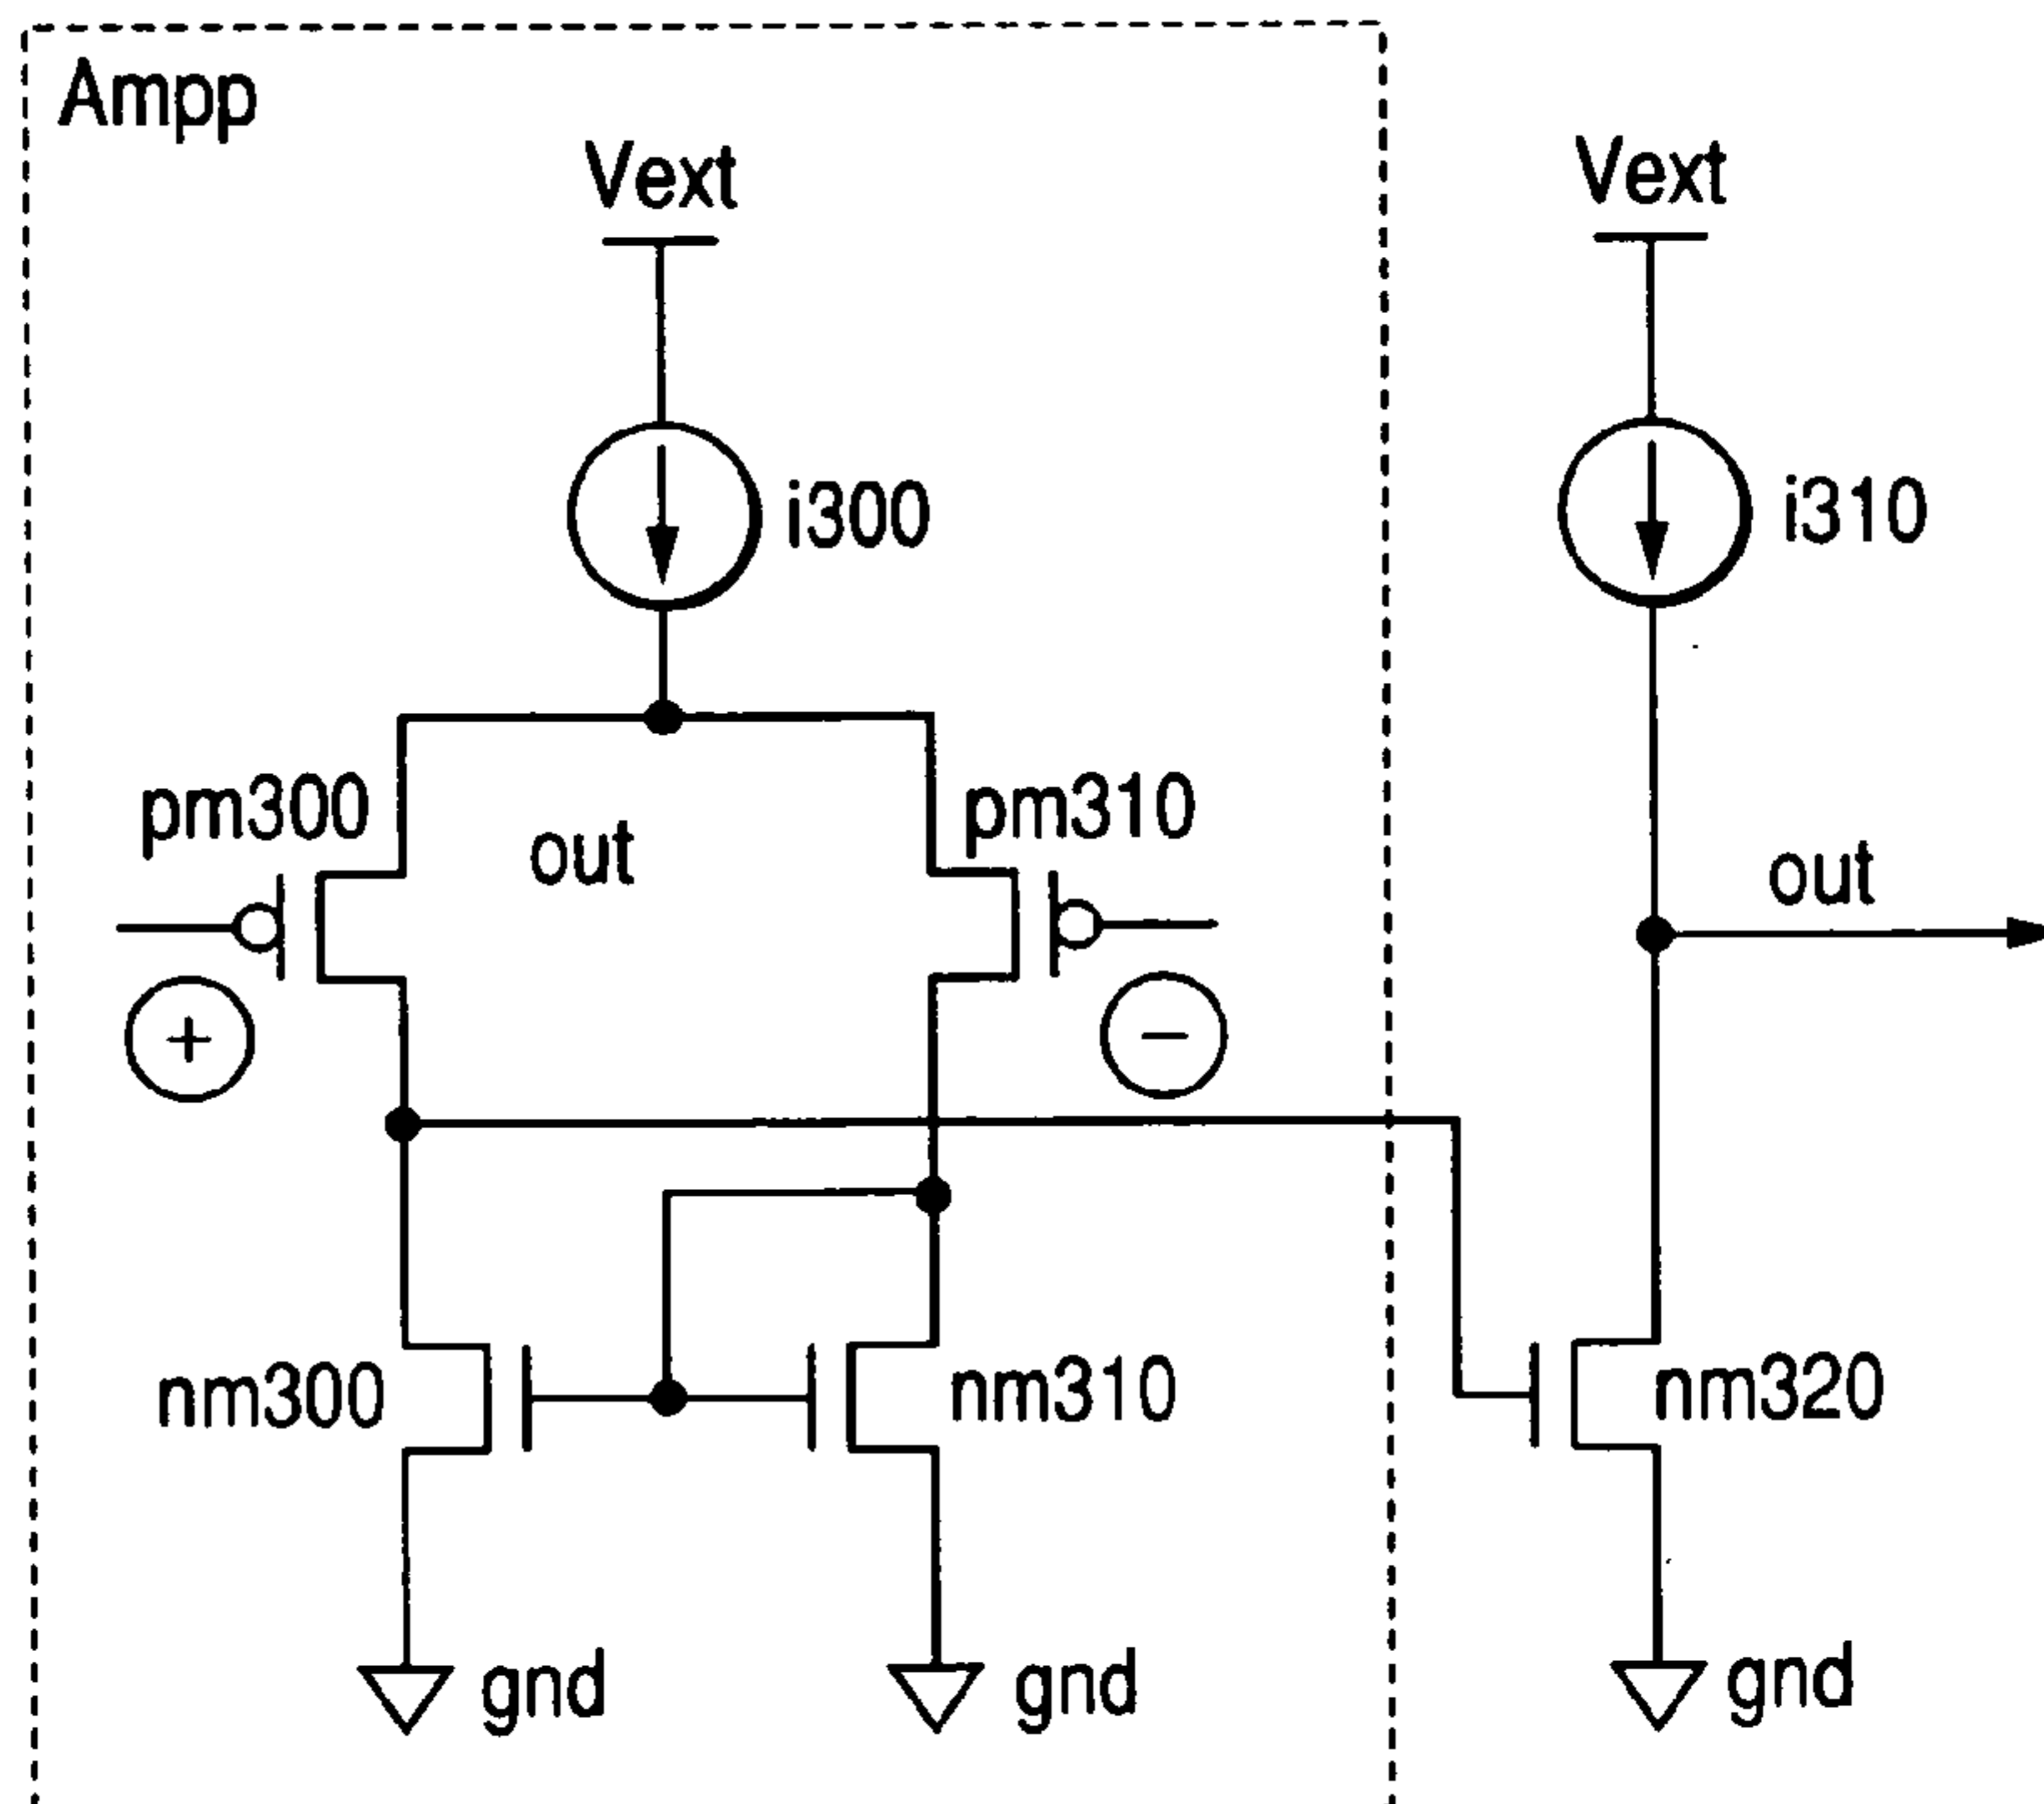 Ampp
Vext
Vext
i300
i310
pm300
out
pm310
out
+
−
nm300
nm310
nm320
gnd
gnd
gnd